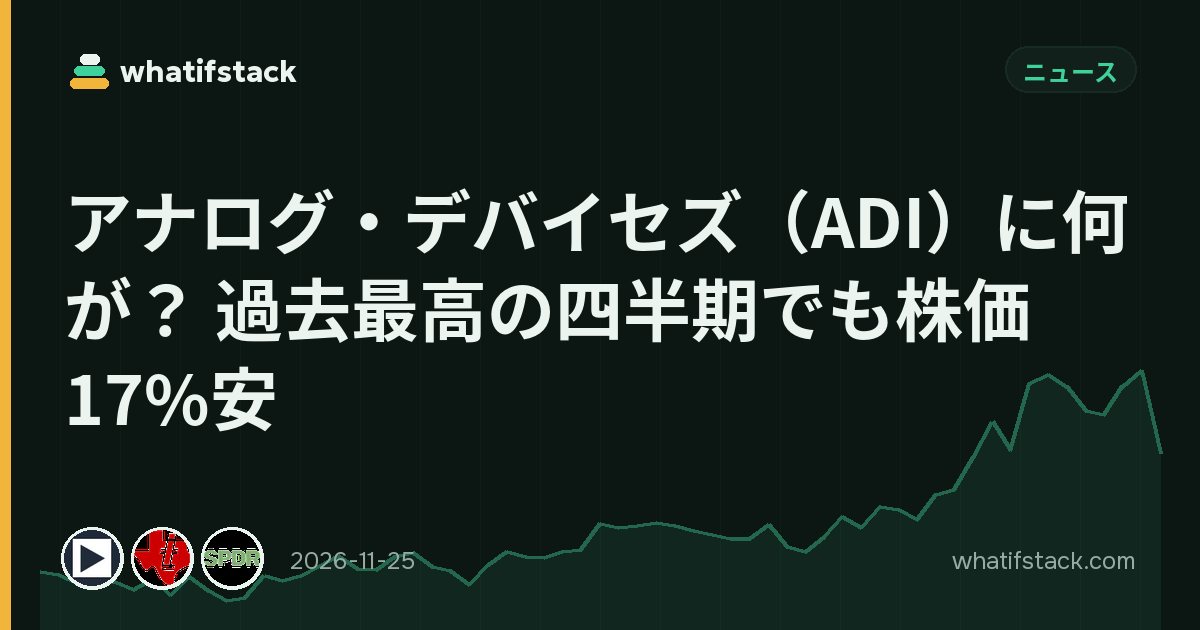 whatifstack
ニュース
アナログ・デバイセズ（ADI）に何
が？ 過去最高の四半期でも株価
17%安
SPDR
2026-11-25
whatifstack.com